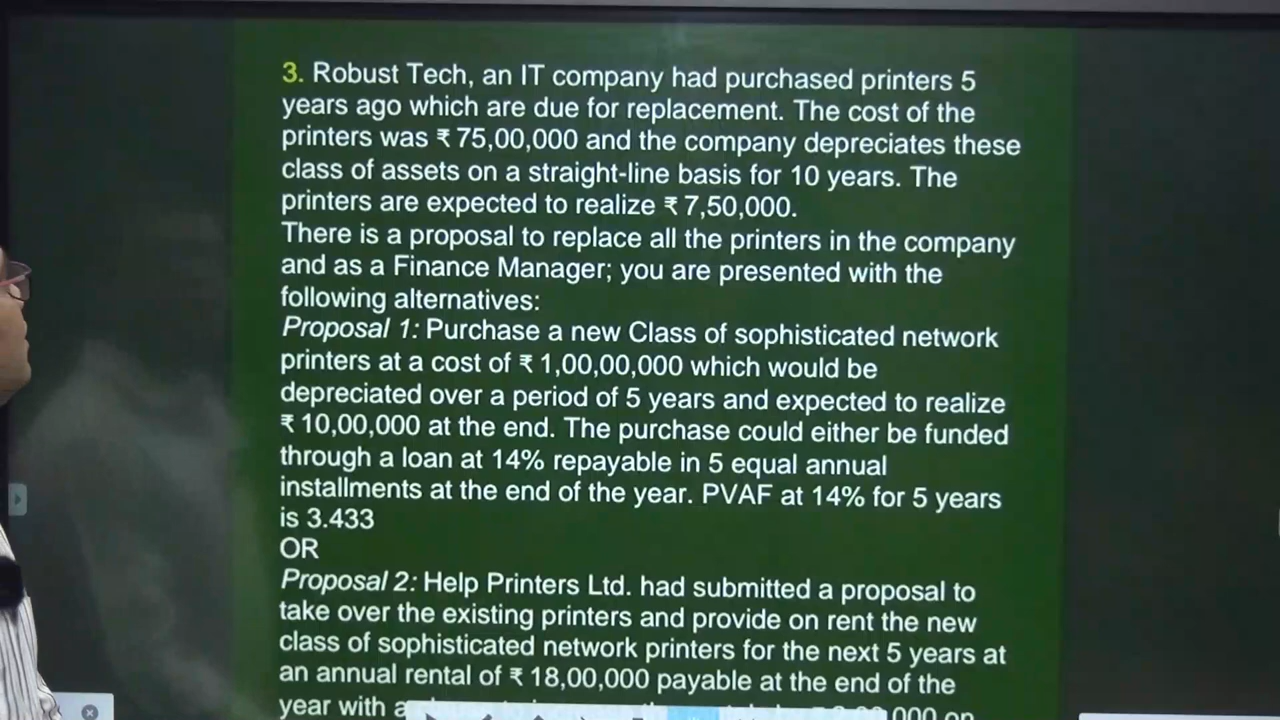 3. Robust Tech, an IT company had purchased printers 5
years ago which are due for replacement. The cost of the
printers was ₹ 75,00,000 and the company depreciates these
class of assets on a straight-line basis for 10 years. The
printers are expected to realize ₹ 7,50,000.
There is a proposal to replace all the printers in the company
and as a Finance Manager; you are presented with the
following alternatives:
Proposal 1: Purchase a new Class of sophisticated network
printers at a cost of ₹ 1,00,00,000 which would be
depreciated over a period of 5 years and expected to realize
₹ 10,00,000 at the end. The purchase could either be funded
through a loan at 14% repayable in 5 equal annual
installments at the end of the year. PVAF at 14% for 5 years
is 3.433
OR
Proposal 2: Help Printers Ltd. had submitted a proposal to
take over the existing printers and provide on rent the new
class of sophisticated network printers for the next 5 years at
an annual rental of ₹ 18,00,000 payable at the end of the
year with a